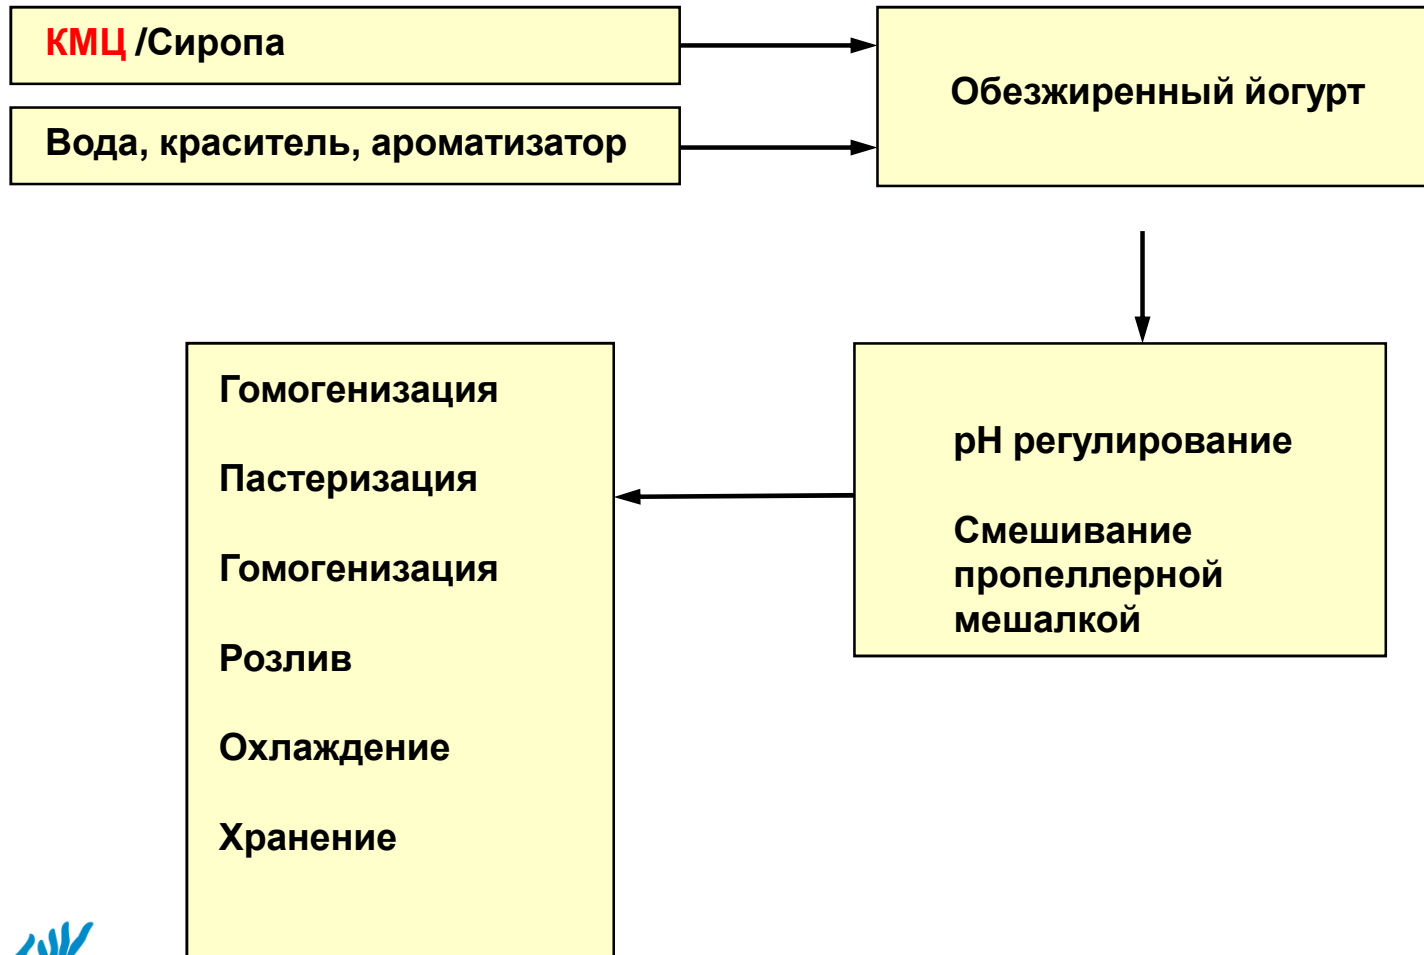 КМЦ /Сиропа
Вода, краситель, ароматизатор
Обезжиренный йогурт
pH регулирование
Смешивание
пропеллерной
мешалкой
Гомогенизация
Пастеризация
Гомогенизация
Розлив
Охлаждение
Хранение